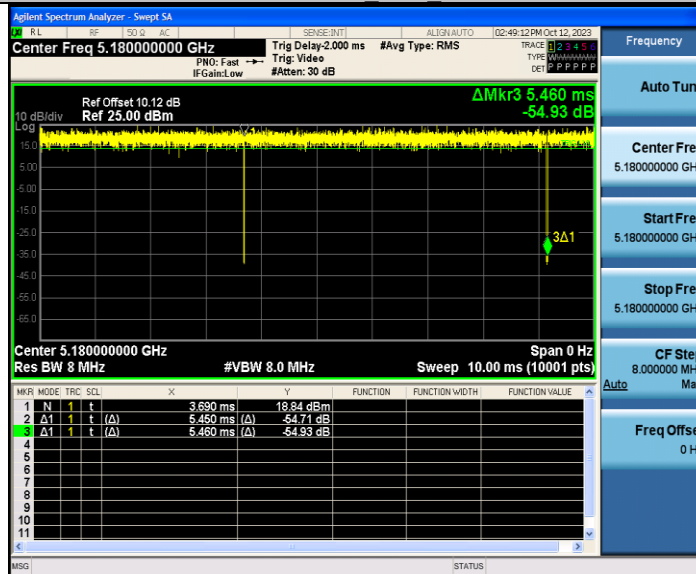 Agilent Spectrum Analyzer - Swept SA
RL RF 50 Ω AC SENSE:INT ALIGN AUTO 02:49:12 PM Oct 12, 2023
Center Freq 5.180000000 GHz
PNO: Fast
IFGain:Low
Trig Delay-2.000 ms
Trig: Video
#Atten: 30 dB
#Avg Type: RMS
TRACE 1 2 3 4 5 6
TYPE W
DET P P P P P P
Ref Offset 10.12 dB
10 dB/div Ref 25.00 dBm
Log
ΔMkr3 5.460 ms
-54.93 dB
15.0
5.00
-5.00
-15.0
-25.0
-35.0
-45.0
-55.0
-65.0
3Δ1
Center 5.180000000 GHz Span 0 Hz
Res BW 8 MHz #VBW 8.0 MHz Sweep 10.00 ms (10001 pts)
MKR MODE TRC SCL X Y FUNCTION FUNCTION WIDTH FUNCTION VALUE
1 N 1 t 3.690 ms 18.84 dBm
2 Δ1 1 t (Δ) 5.450 ms (Δ) -54.71 dB
3 Δ1 1 t (Δ) 5.460 ms (Δ) -54.93 dB
4
5
6
7
8
9
10
11
MSG STATUS
Frequency
Auto Tun
Center Fre
5.180000000 GH
Start Fre
5.180000000 GH
Stop Fre
5.180000000 GH
CF Ste
8.000000 MH
Auto Ma
Freq Offse
0 H